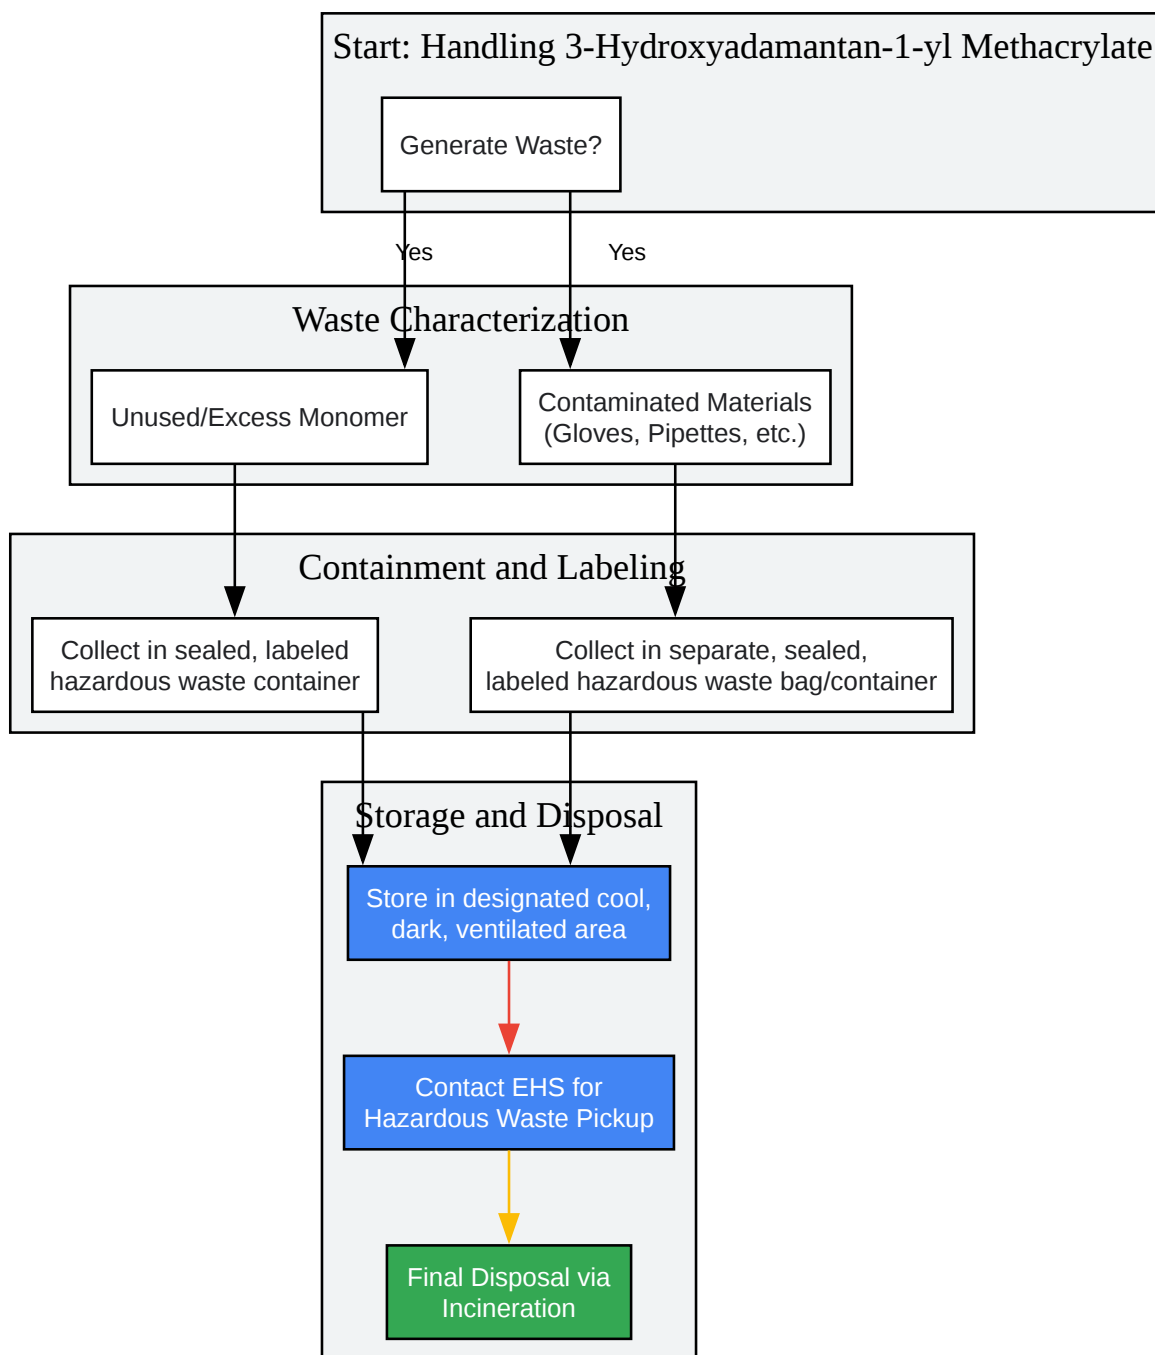 Start: Handling 3-Hydroxyadamantan-1-yl Methacrylate
Generate Waste?
Yes
Yes
Waste Characterization
Unused/Excess Monomer
Contaminated Materials
(Gloves, Pipettes, etc.)
Containment and Labeling
Collect in sealed, labeled
hazardous waste container
Collect in separate, sealed,
labeled hazardous waste bag/container
Storage and Disposal
Store in designated cool,
dark, ventilated area
Contact EHS for
Hazardous Waste Pickup
Final Disposal via
Incineration